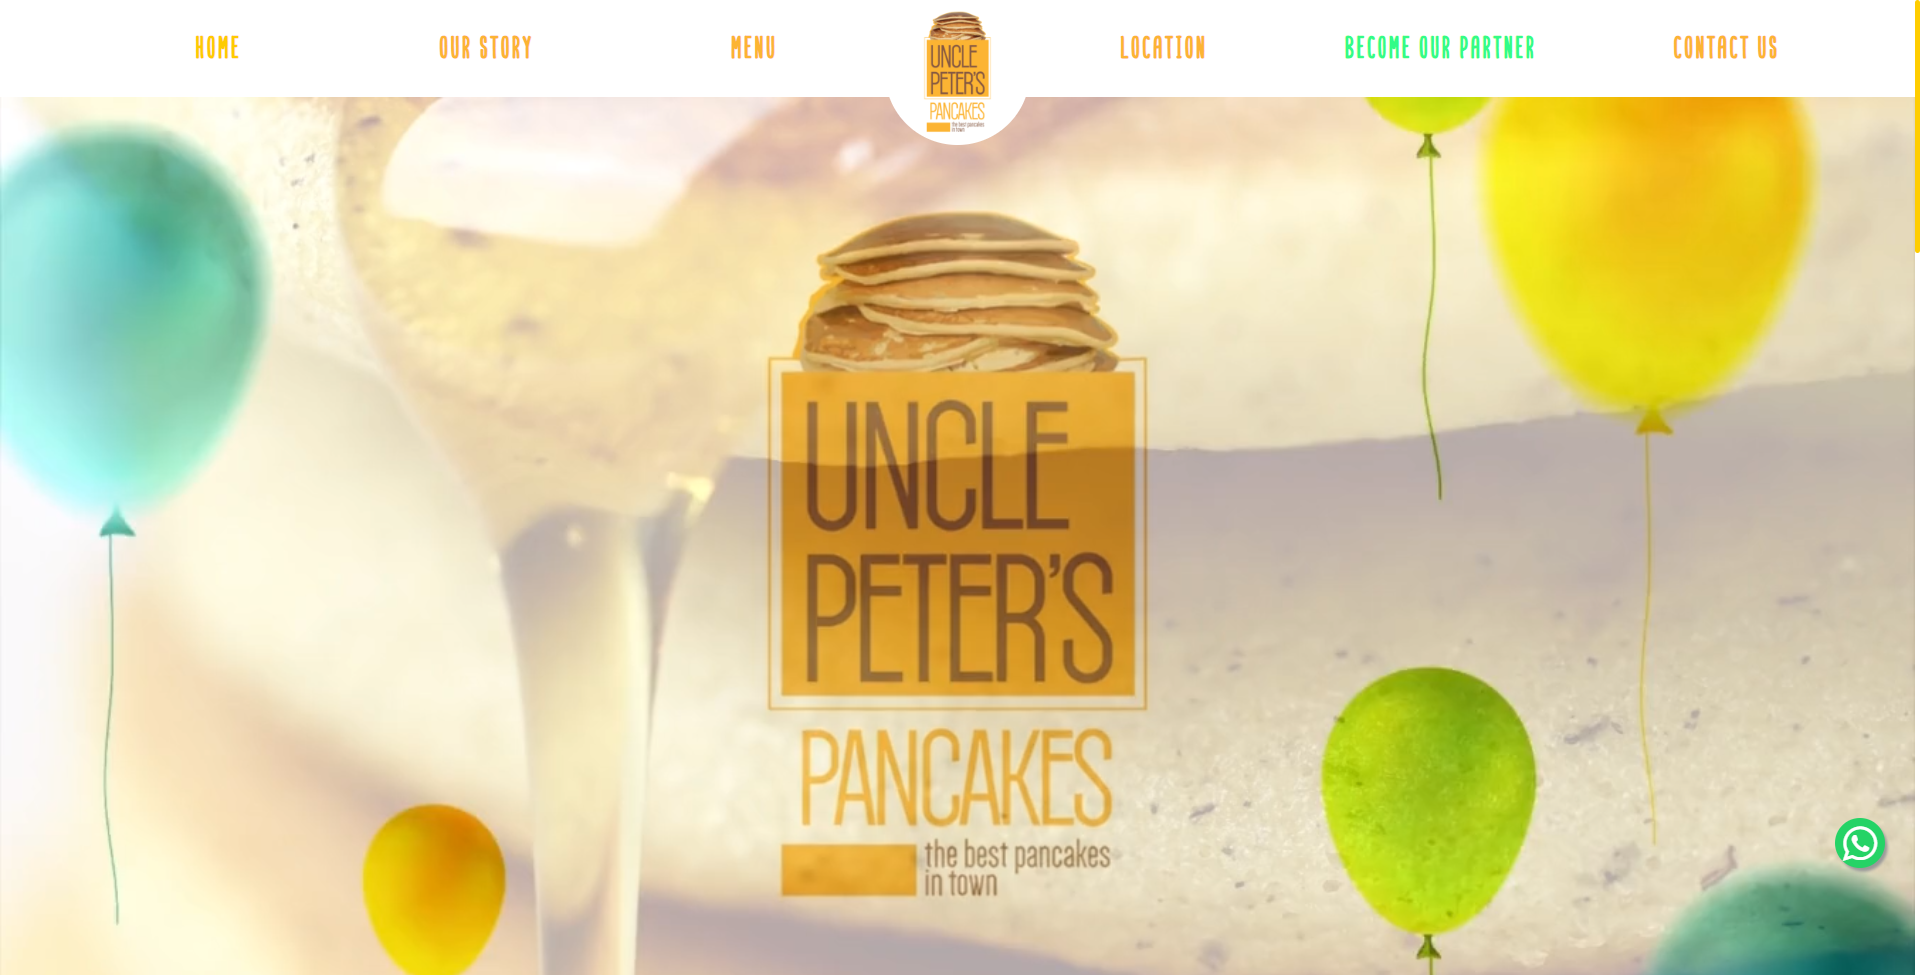 HOME
OUR STORY
MENU
UNCLE
PETER'S
PANCAKES
the best pancakes
in town
LOCATION
BECOME OUR PARTNER
CONTACT US
UNCLE
PETER'S
PANCAKES
the best pancakes
in town